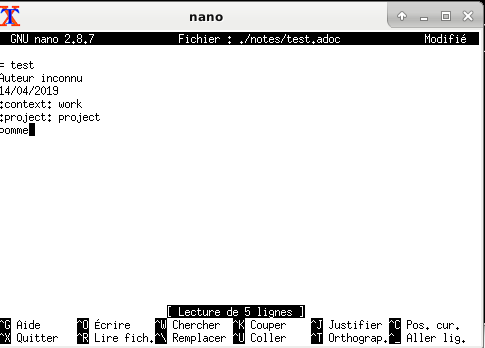 nano
GNU nano 2.8.7 Fichier : ./notes/test.adoc Modifié
= test
Auteur inconnu
14/04/2019
:context: work
:project: project
pomme
[ Lecture de 5 lignes ]
^G Aide ^O Écrire ^W Chercher ^K Couper ^J Justifier ^C Pos. cur.
^X Quitter ^R Lire fich. ^\ Remplacer ^U Coller ^T Orthograp. ^_ Aller lig.